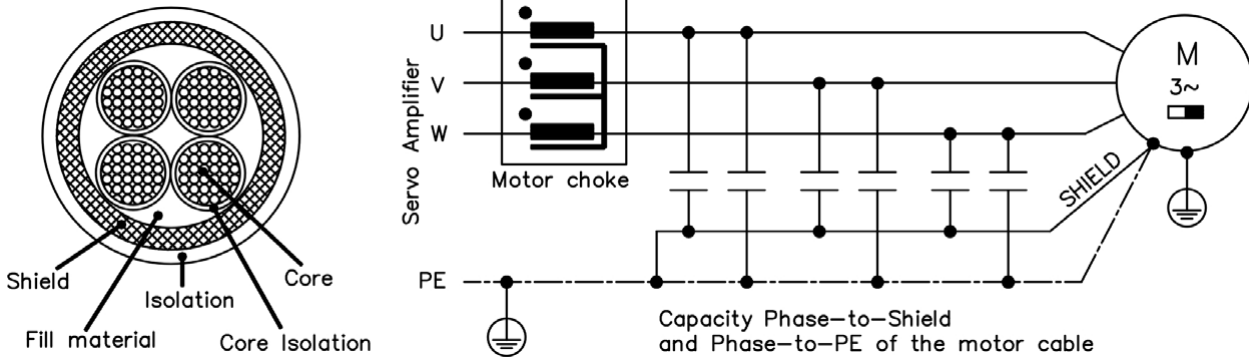 Shield
Isolation
Core
Fill material
Core Isolation
Servo Amplifier
U
V
W
PE
Motor choke
M
3~
SHIELD
Capacity Phase-to-Shield
and Phase-to-PE of the motor cable